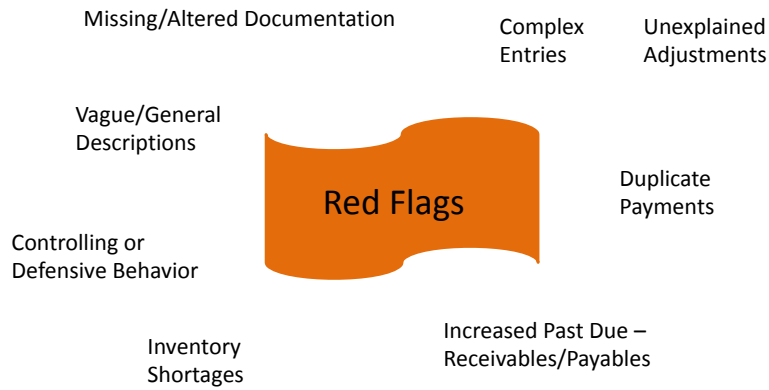 Missing/Altered Documentation
Complex
Entries
Unexplained
Adjustments
Vague/General
Descriptions
Red Flags
Duplicate
Payments
Controlling or
Defensive Behavior
Inventory
Shortages
Increased Past Due –
Receivables/Payables